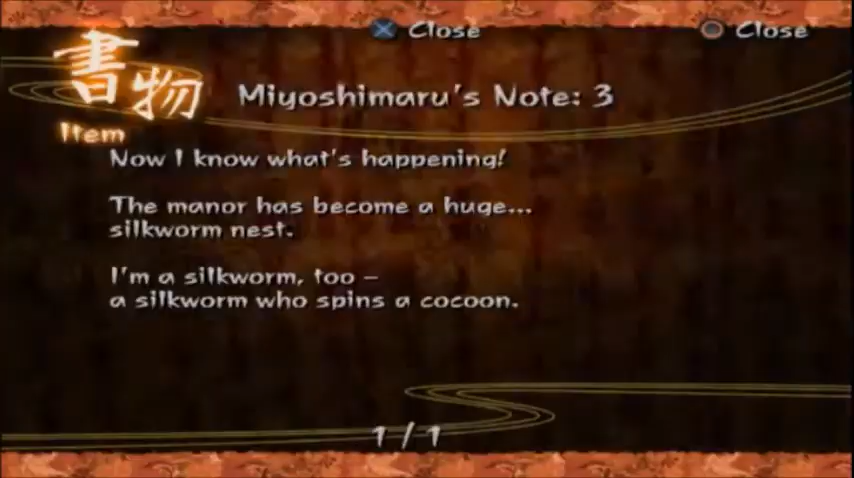 Close
Close
書物
Item
Miyoshimaru's Note: 3
Now I know what's happening!
The manor has become a huge...
silkworm nest.
I'm a silkworm, too –
a silkworm who spins a cocoon.
1/1